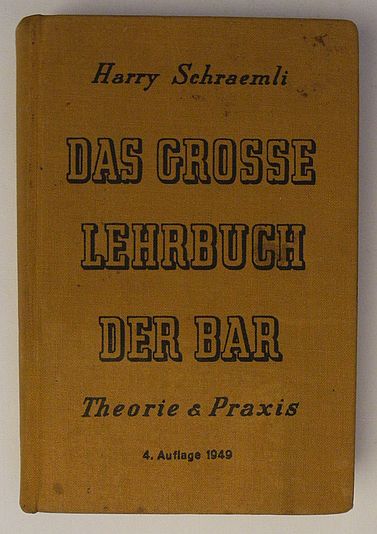 Harry Schraemli
DAS GROSSE
LEHRBUCH
DER BAR
Theorie & Praxis
4. Auflage 1949